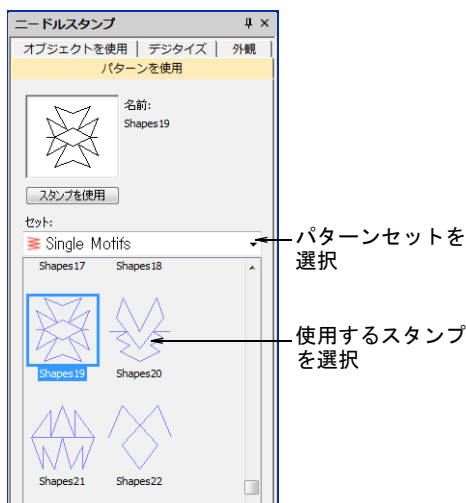 ニードルスタンプ
オブジェクトを使用 デジタイズ 外観
パターンを使用
名前:
Shapes19
スタンプを使用
セット:
Single Motifs
パターンセットを
選択
Shapes17 Shapes18
使用するスタンプ
を選択
Shapes19 Shapes20
Shapes21 Shapes22